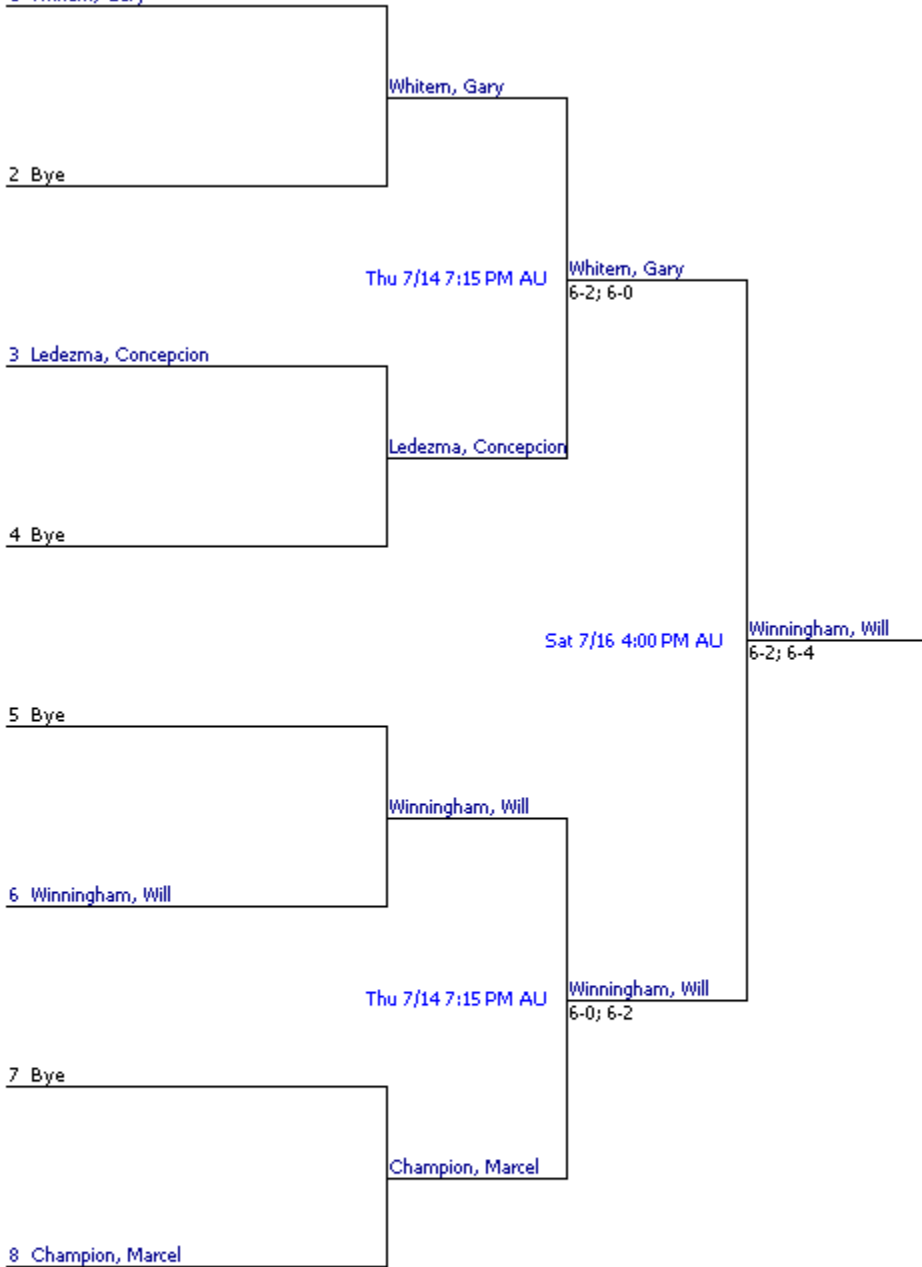 Whitern, Gary
2 Bye
Thu 7/14 7:15 PM AU
Whitern, Gary
6-2; 6-0
3 Ledezma, Concepcion
Ledezma, Concepcion
4 Bye
Sat 7/16 4:00 PM AU
Winningham, Will
6-2; 6-4
5 Bye
Winningham, Will
6 Winningham, Will
Thu 7/14 7:15 PM AU
Winningham, Will
6-0; 6-2
7 Bye
Champion, Marcel
8 Champion, Marcel